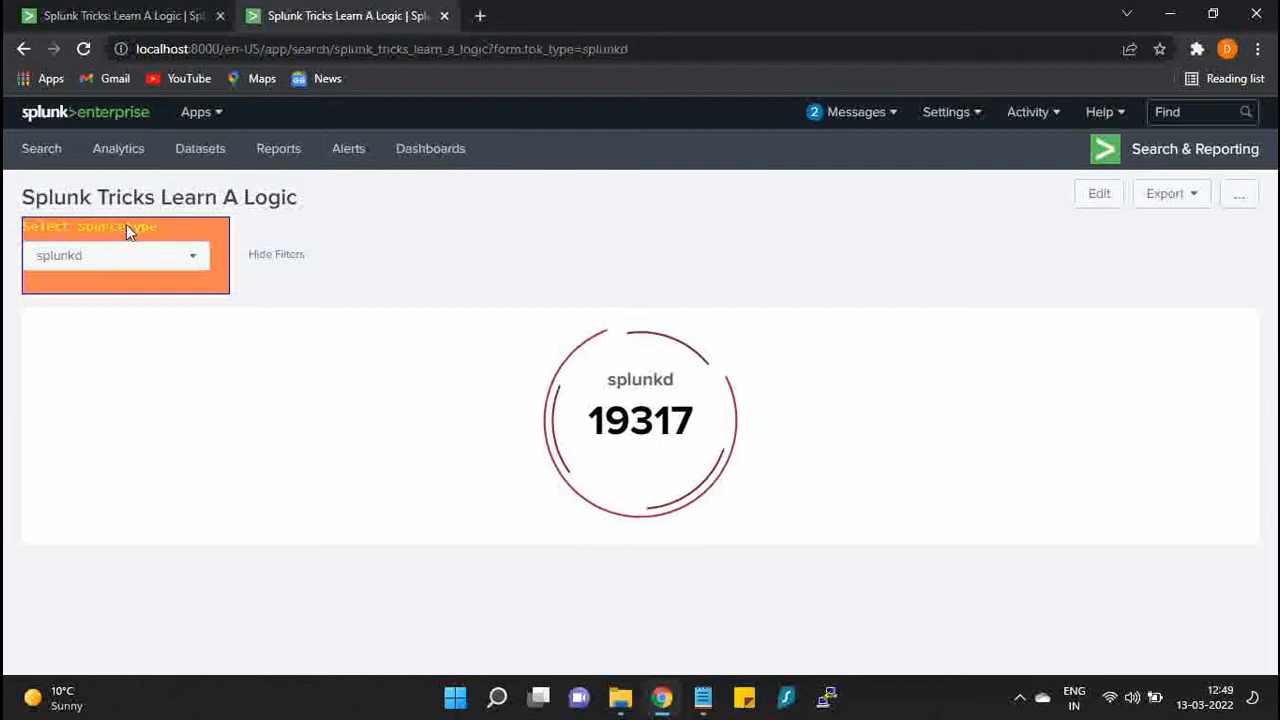 Splunk Tricks: Learn A Logic | Spl
Splunk Tricks Learn A Logic | Spl
localhost:8000/en-US/app/search/splunk_tricks_learn_a_logic?form.tok_type=splunkd
D
Apps
Gmail
YouTube
Maps
News
Reading list
splunk>enterprise
Apps
2 Messages
Settings
Activity
Help
Find
Search
Analytics
Datasets
Reports
Alerts
Dashboards
Search & Reporting
Splunk Tricks Learn A Logic
Edit
Export
...
Select sourcetype
splunkd
Hide Filters
splunkd
19317
10°C
Sunny
ENG
IN
12:49
13-03-2022